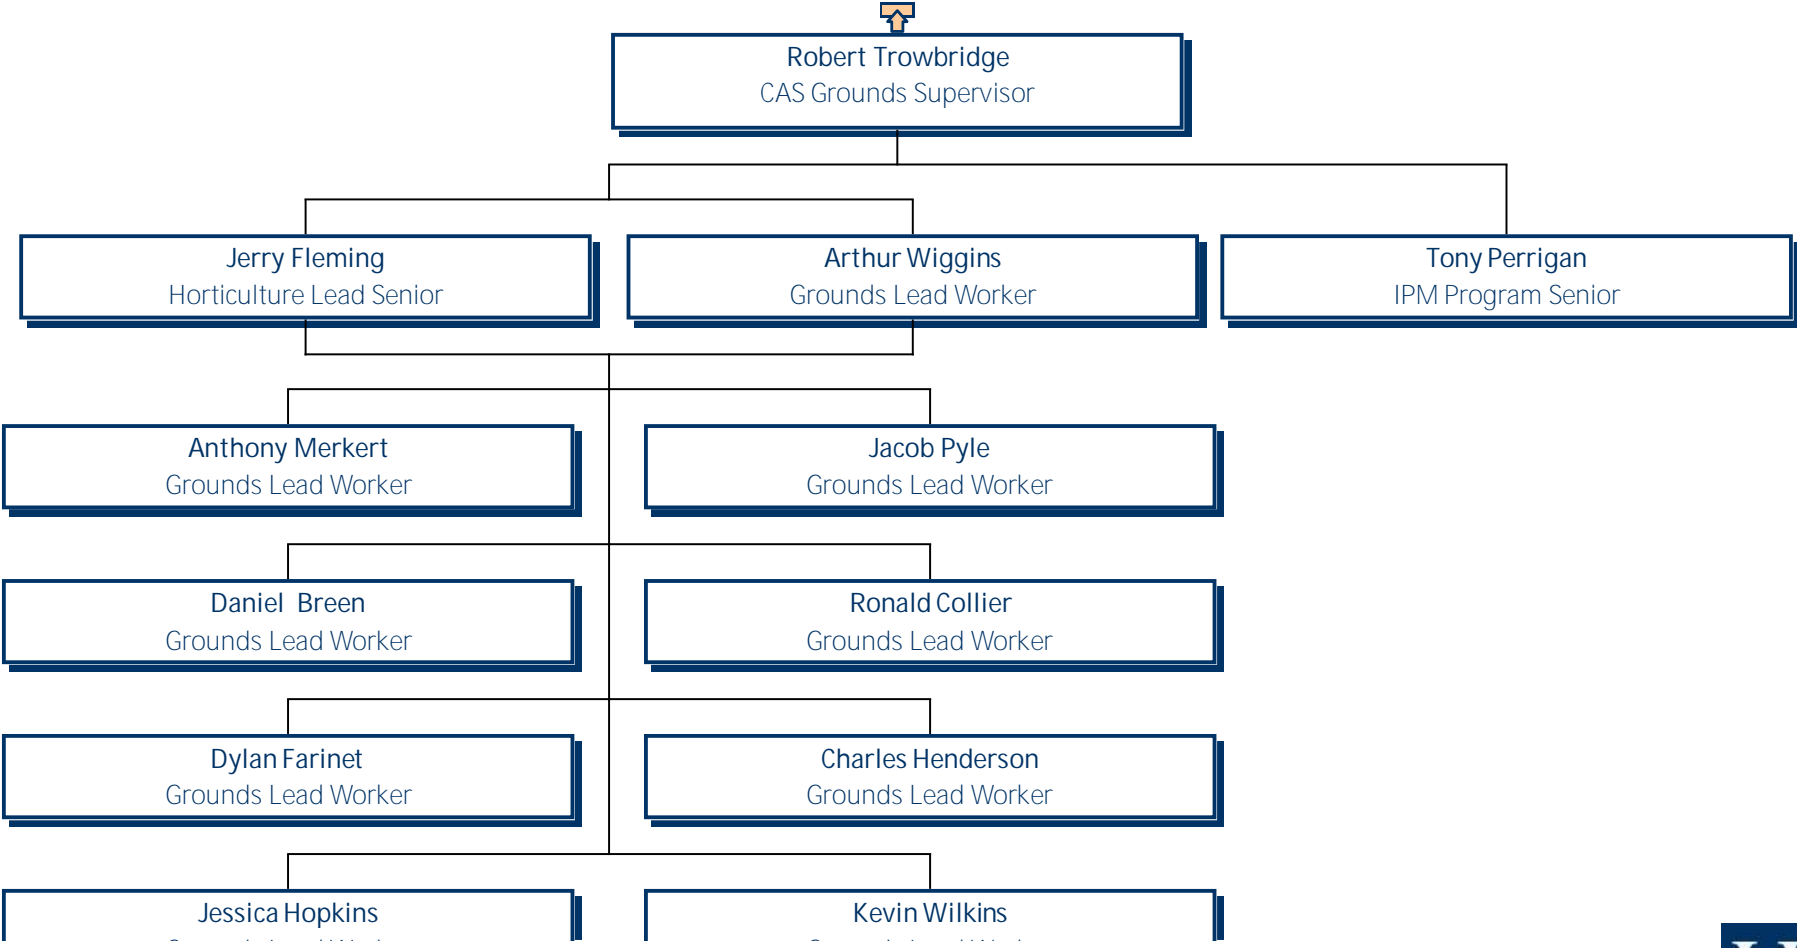 Robert Trowbridge
CAS Grounds Supervisor
Jerry Fleming
Horticulture Lead Senior
Arthur Wiggins
Grounds Lead Worker
Tony Perrigan
IPM Program Senior
Anthony Merkert
Grounds Lead Worker
Jacob Pyle
Grounds Lead Worker
Daniel Breen
Grounds Lead Worker
Ronald Collier
Grounds Lead Worker
Dylan Farinet
Grounds Lead Worker
Charles Henderson
Grounds Lead Worker
Jessica Hopkins
Kevin Wilkins